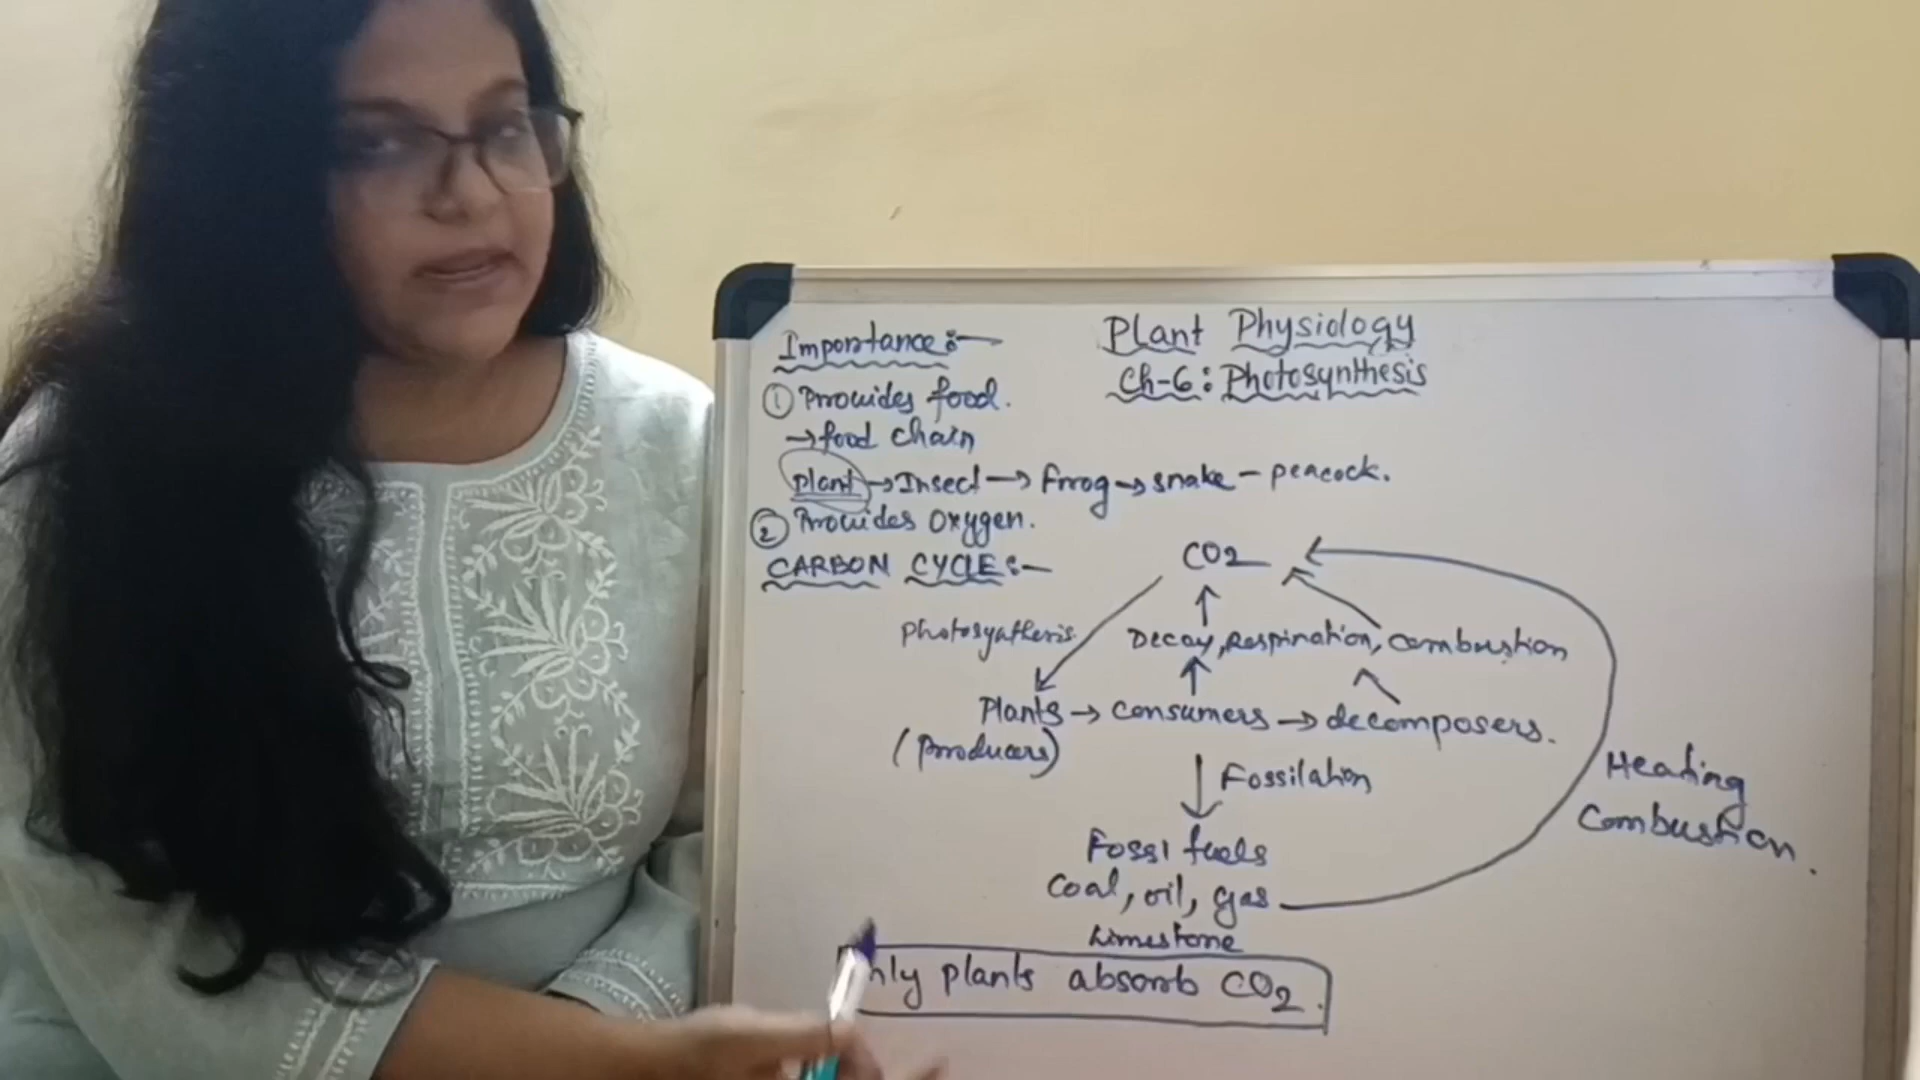 Plant Physiology
Ch-6: Photosynthesis
Importance:-
① Provides food.
→ food chain
Plant → Insect → Frog → snake - peacock.
② Provides oxygen.
CARBON CYCLE:-
CO2
Photosynthesis
Decay, Respiration, Combustion
Plants → Consumers → decomposers.
(Producers)
Fossilation
Heating
Combustion.
Fossl fuels
Coal, oil, gas
Limestone
plants absorb CO2.